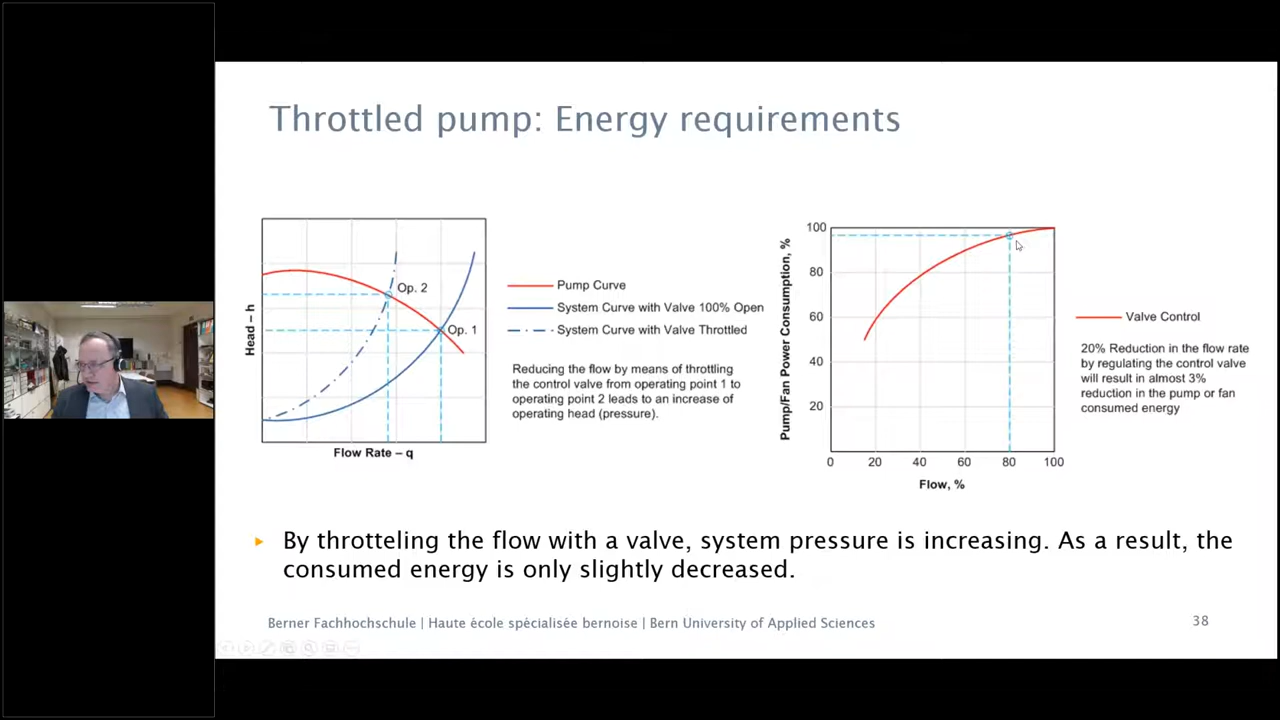 Throttled pump: Energy requirements
Head – h
Op. 2
Op. 1
Flow Rate – q
Pump Curve
System Curve with Valve 100% Open
System Curve with Valve Throttled
Reducing the flow by means of throttling
the control valve from operating point 1 to
operating point 2 leads to an increase of
operating head (pressure).
Pump/Fan Power Consumption, %
100
80
60
40
20
0 20 40 60 80 100
Flow, %
Valve Control
20% Reduction in the flow rate
by regulating the control valve
will result in almost 3%
reduction in the pump or fan
consumed energy
By throtteling the flow with a valve, system pressure is increasing. As a result, the
consumed energy is only slightly decreased.
Berner Fachhochschule | Haute école spécialisée bernoise | Bern University of Applied Sciences
38